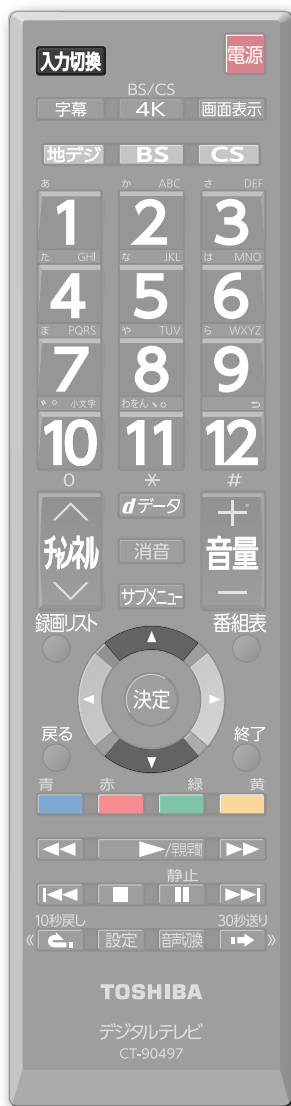 入力切換
電源
BS/CS
字幕
4K
画面表示
地デジ
BS
CS
あ
か ABC
さ DEF
1
2
3
た GHI
な JKL
は MNO
4
5
6
ま PQRS
や TUV
ら WXYZ
7
8
9
゛゜ 小文字
わをん、。
10
11
12
0
*
#
dデータ
チャンネル
消音
+
音量
-
サブメニュー
録画リスト
番組表
決定
戻る
終了
青
赤
緑
黄
/早見早聞
静止
10秒戻し
30秒送り
設定
音声切換
TOSHIBA
デジタルテレビ
CT-90497